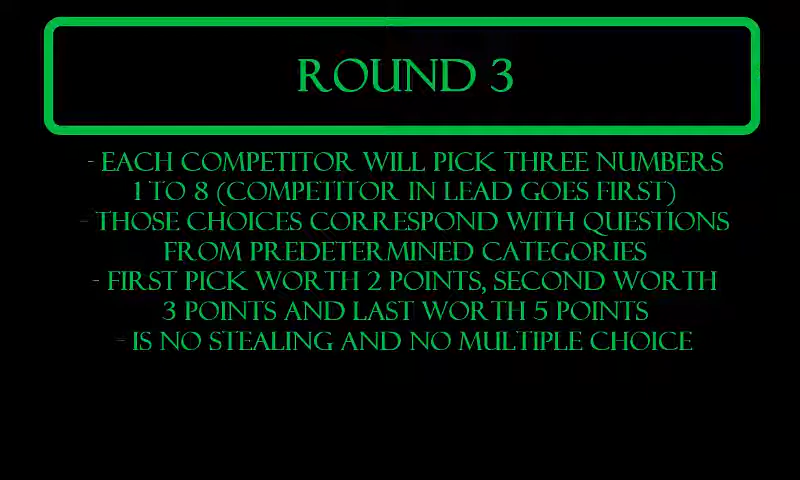 ROUND 3
- EACH COMPETITOR WILL PICK THREE NUMBERS
1 TO 8 (COMPETITOR IN LEAD GOES FIRST)
- THOSE CHOICES CORRESPOND WITH QUESTIONS
FROM PREDETERMINED CATEGORIES
- FIRST PICK WORTH 2 POINTS, SECOND WORTH
3 POINTS AND LAST WORTH 5 POINTS
- IS NO STEALING AND NO MULTIPLE CHOICE